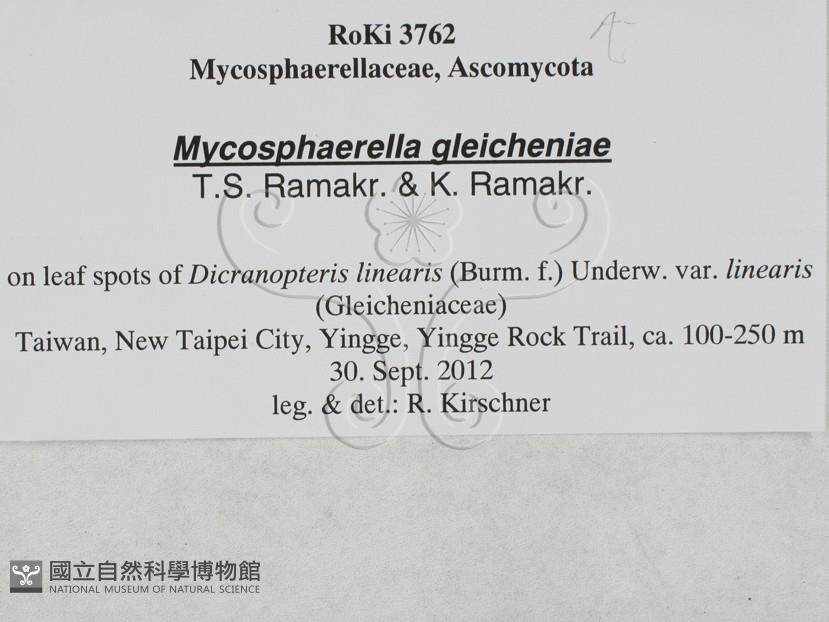 RoKi 3762
Mycosphaerellaceae, Ascomycota
Mycosphaerella gleicheniae
T.S. Ramakr. & K. Ramakr.
on leaf spots of Dicranopteris linearis (Burm. f.) Underw. var. linearis
(Gleicheniaceae)
Taiwan, New Taipei City, Yingge, Yingge Rock Trail, ca. 100-250 m
30. Sept. 2012
leg. & det.: R. Kirschner
國立自然科學博物館
NATIONAL MUSEUM OF NATURAL SCIENCE